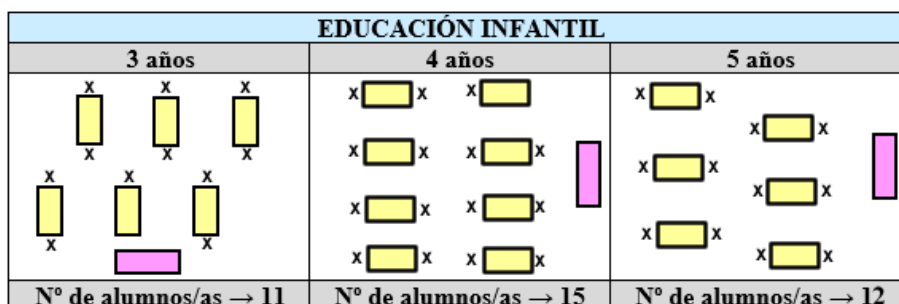 EDUCACIÓN INFANTIL
3 años
4 años
5 años
x x x
x x x
x x x
x x
x x x
x x x x
x x x x
x x x x
x x
x x
x x
x x
x x
x x
Nº de alumnos/as → 11
Nº de alumnos/as → 15
Nº de alumnos/as → 12